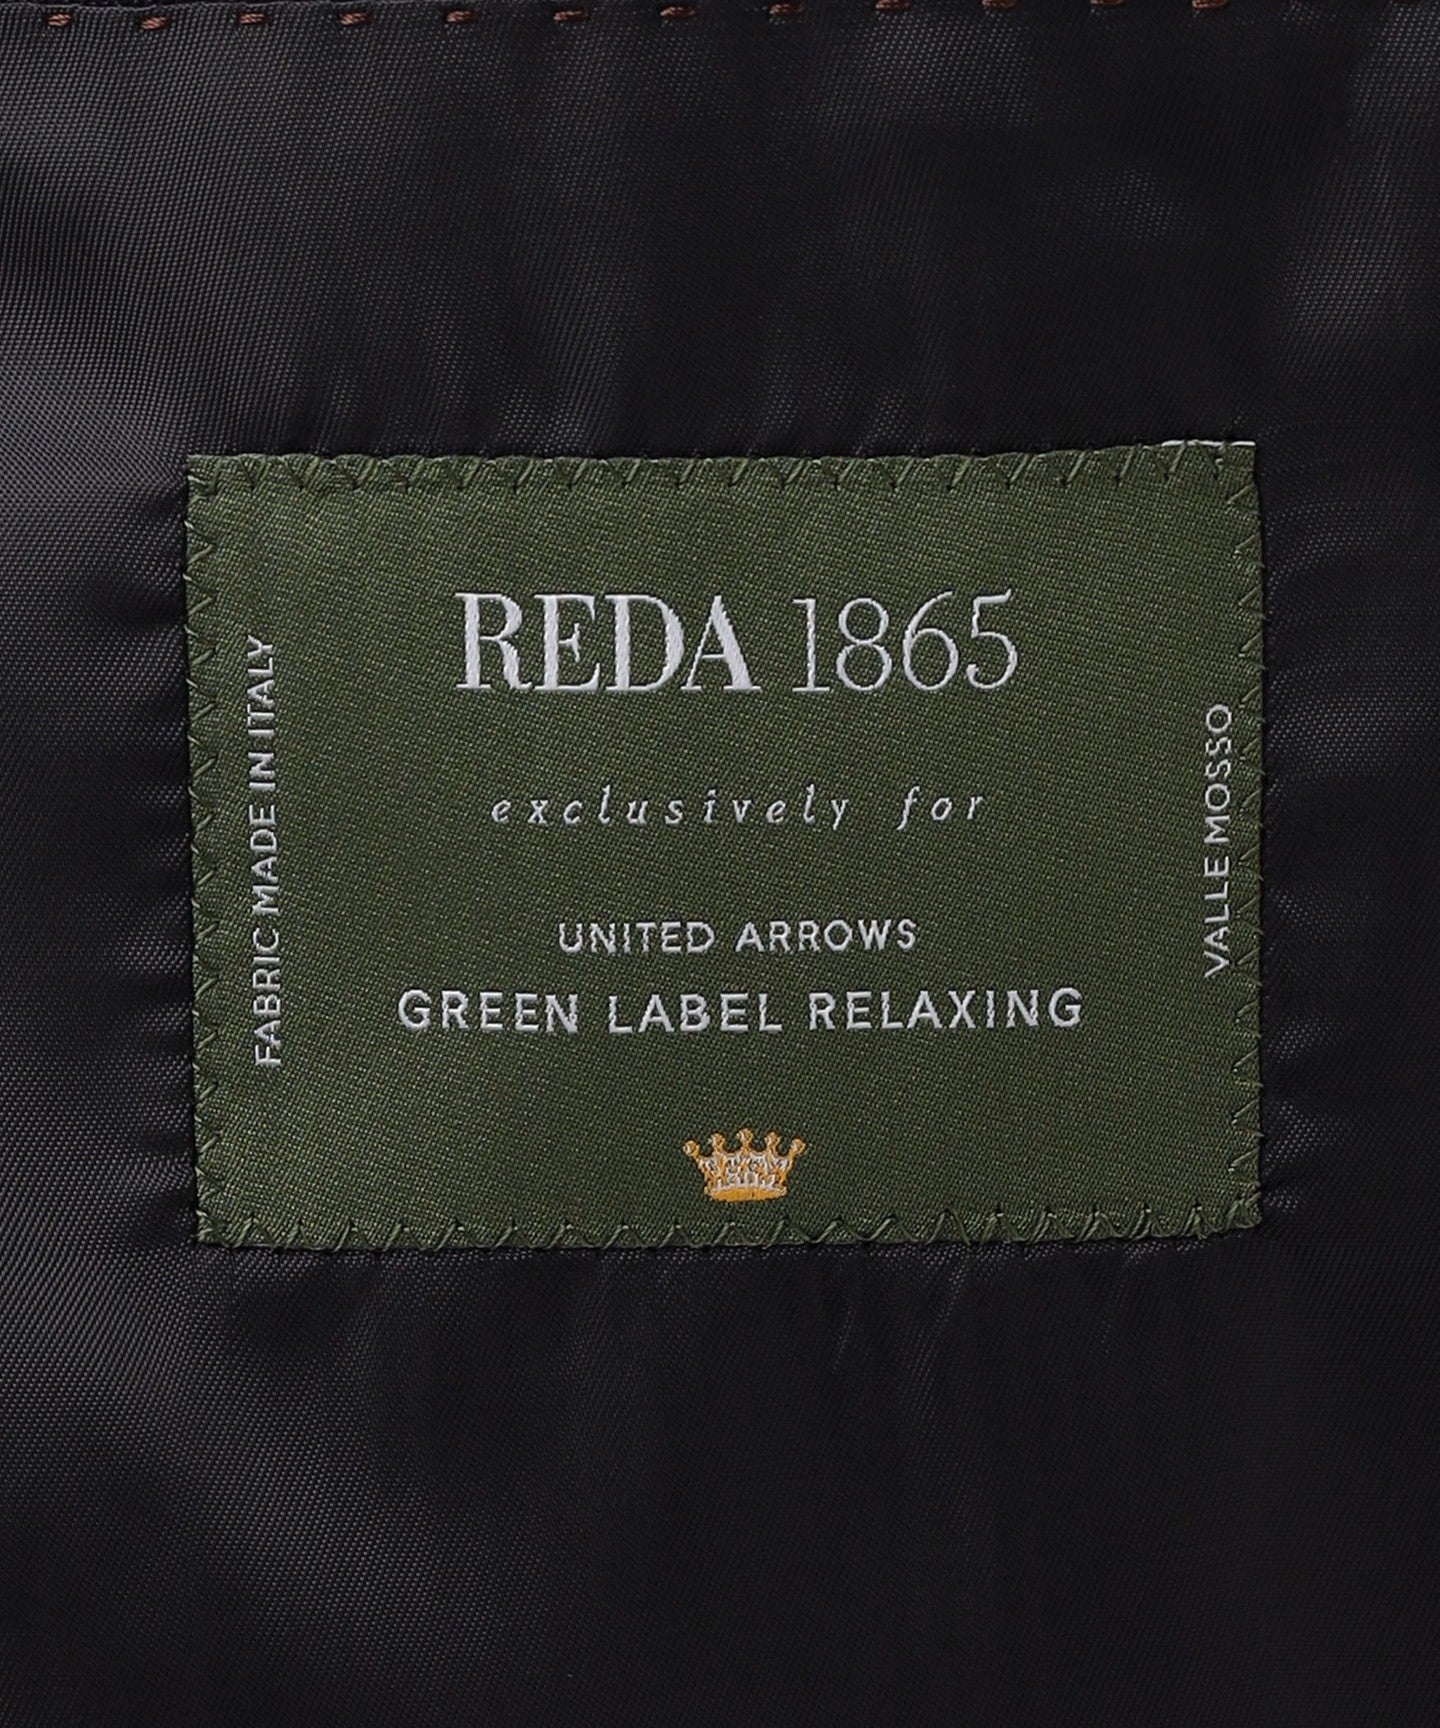 REDA 1865
exclusively for
UNITED ARROWS
GREEN LABEL RELAXING
FABRIC MADE IN ITALY
VALLE MOSSO